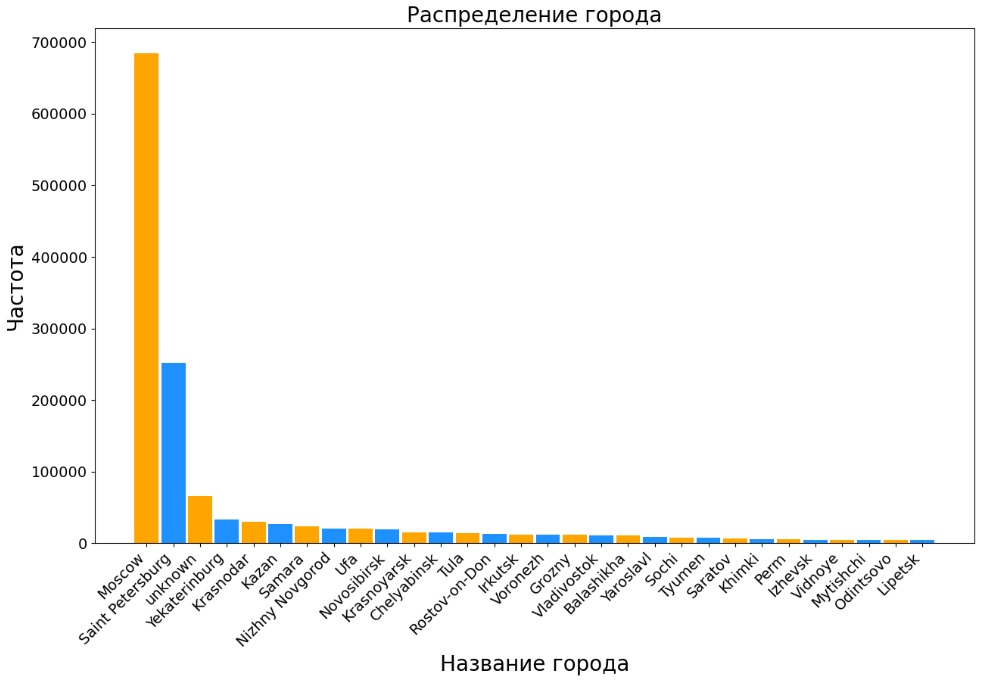 Распределение города
Частота
700000
600000
500000
400000
300000
200000
100000
0
Moscow
Saint Petersburg
unknown
Yekaterinburg
Krasnodar
Kazan
Samara
Nizhny Novgorod
Ufa
Novosibirsk
Krasnoyarsk
Chelyabinsk
Tula
Rostov-on-Don
Irkutsk
Voronezh
Grozny
Vladivostok
Balashikha
Yaroslavl
Sochi
Tyumen
Saratov
Khimki
Perm
Izhevsk
Vidnoye
Mytishchi
Odintsovo
Lipetsk
Название города